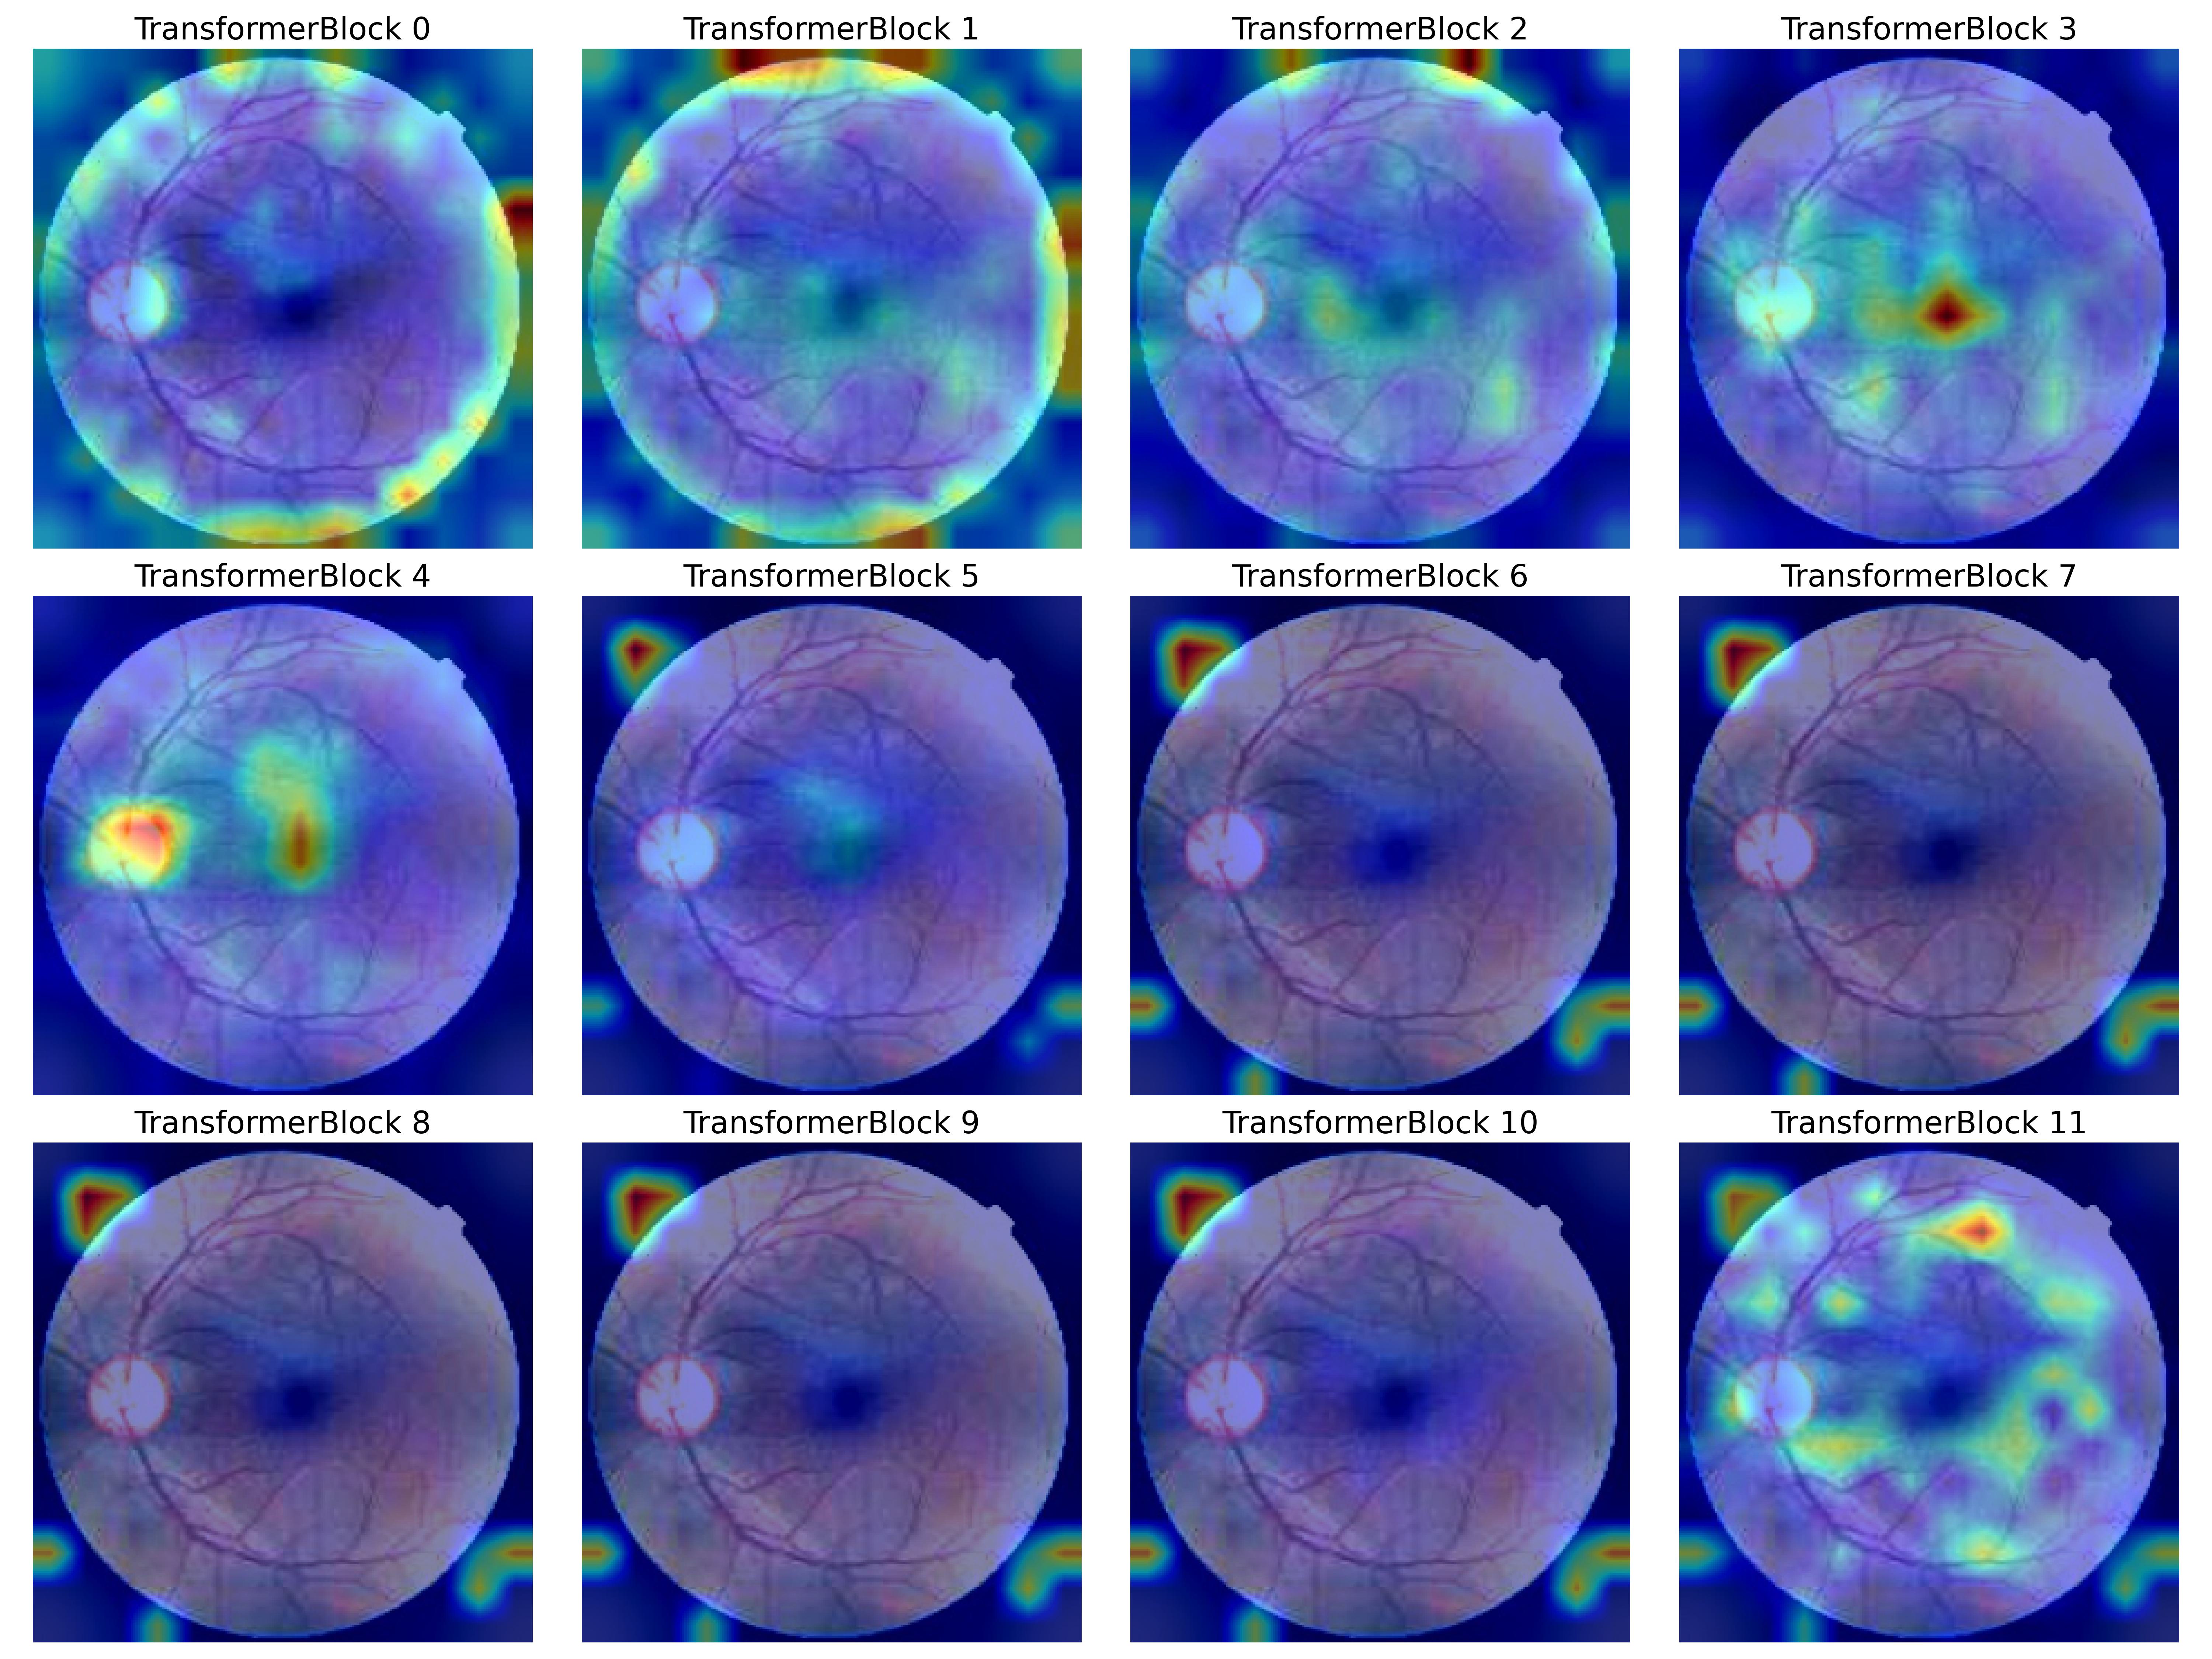 TransformerBlock 0
TransformerBlock 1
TransformerBlock 2
TransformerBlock 3
TransformerBlock 4
TransformerBlock 5
TransformerBlock 6
TransformerBlock 7
TransformerBlock 8
TransformerBlock 9
TransformerBlock 10
TransformerBlock 11